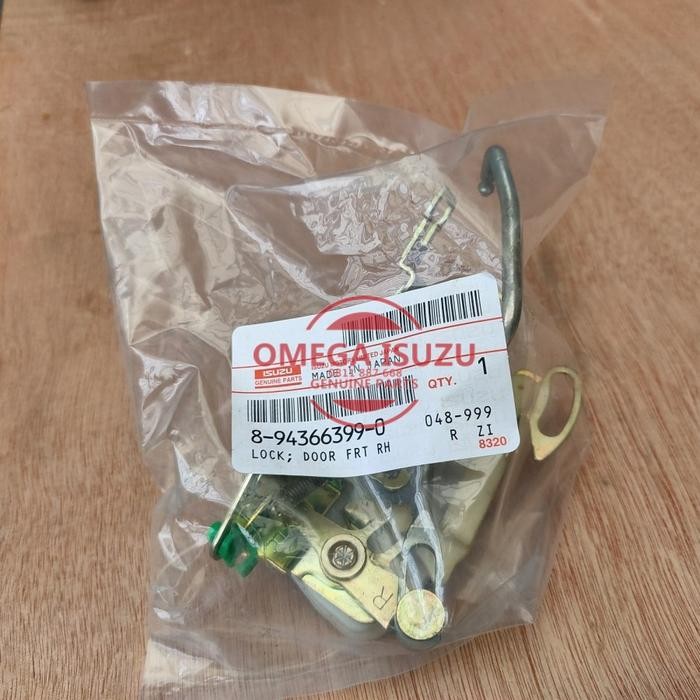 OMEGA ISUZU
GENUINE PARTS
ISUZU
GENUINE PARTS
MADE IN JAPAN
QTY. 1
8-94366399-0
048-999
LOCK; DOOR FRT RH
R ZI
8320
R